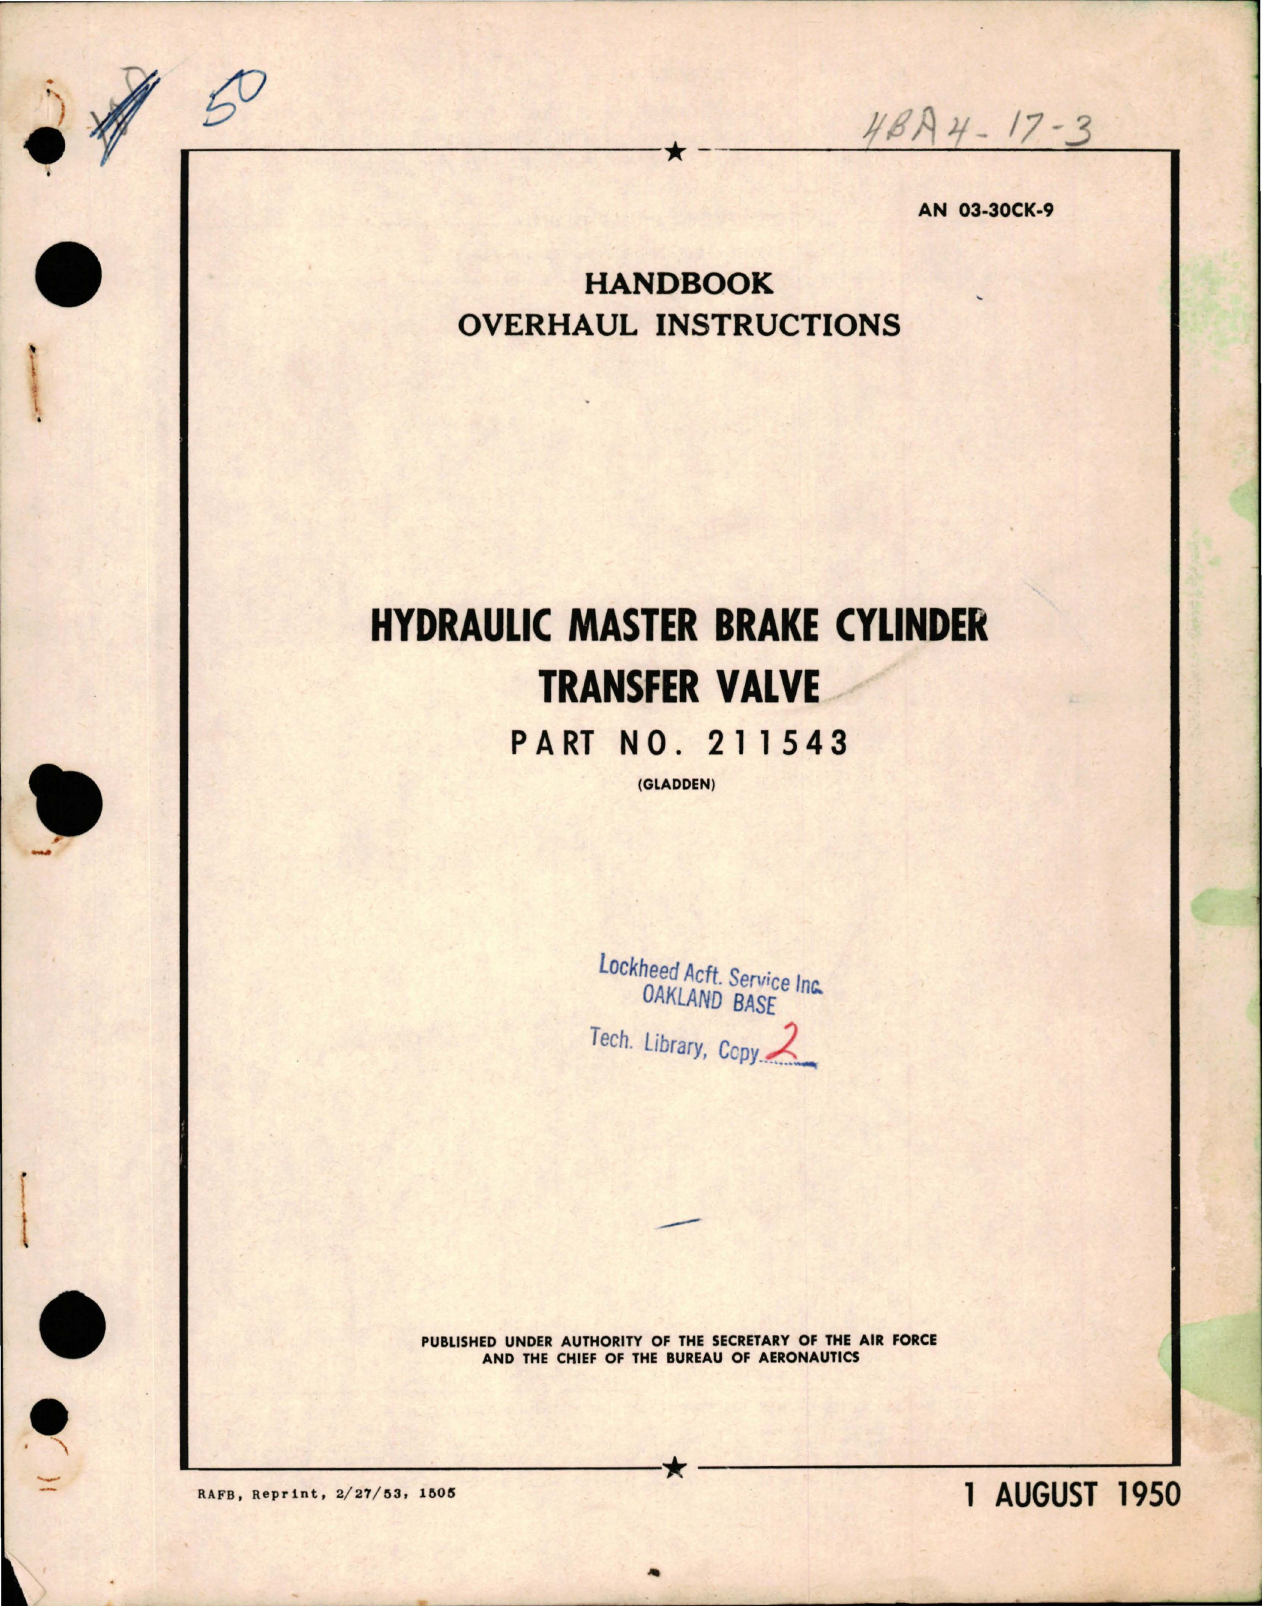 50
4BA4-17-3
AN 03-30CK-9
HANDBOOK
OVERHAUL INSTRUCTIONS
HYDRAULIC MASTER BRAKE CYLINDER
TRANSFER VALVE
PART NO. 211543
(GLADDEN)
Lockheed Acft. Service Inc.
OAKLAND BASE
Tech. Library, Copy 2
PUBLISHED UNDER AUTHORITY OF THE SECRETARY OF THE AIR FORCE
AND THE CHIEF OF THE BUREAU OF AERONAUTICS
RAFB, Reprint, 2/27/53, 1505
1 AUGUST 1950